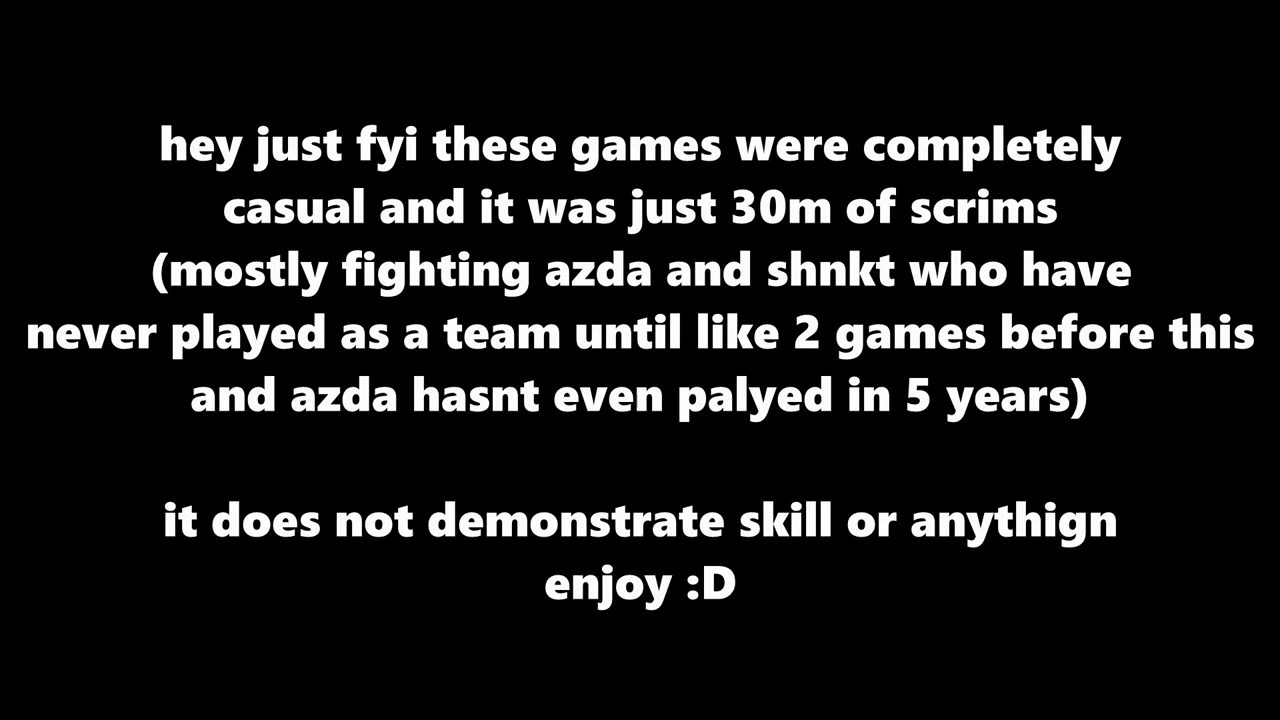 hey just fyi these games were completely
casual and it was just 30m of scrims
(mostly fighting azda and shnkt who have
never played as a team until like 2 games before this
and azda hasnt even palyed in 5 years)
it does not demonstrate skill or anythign
enjoy :D